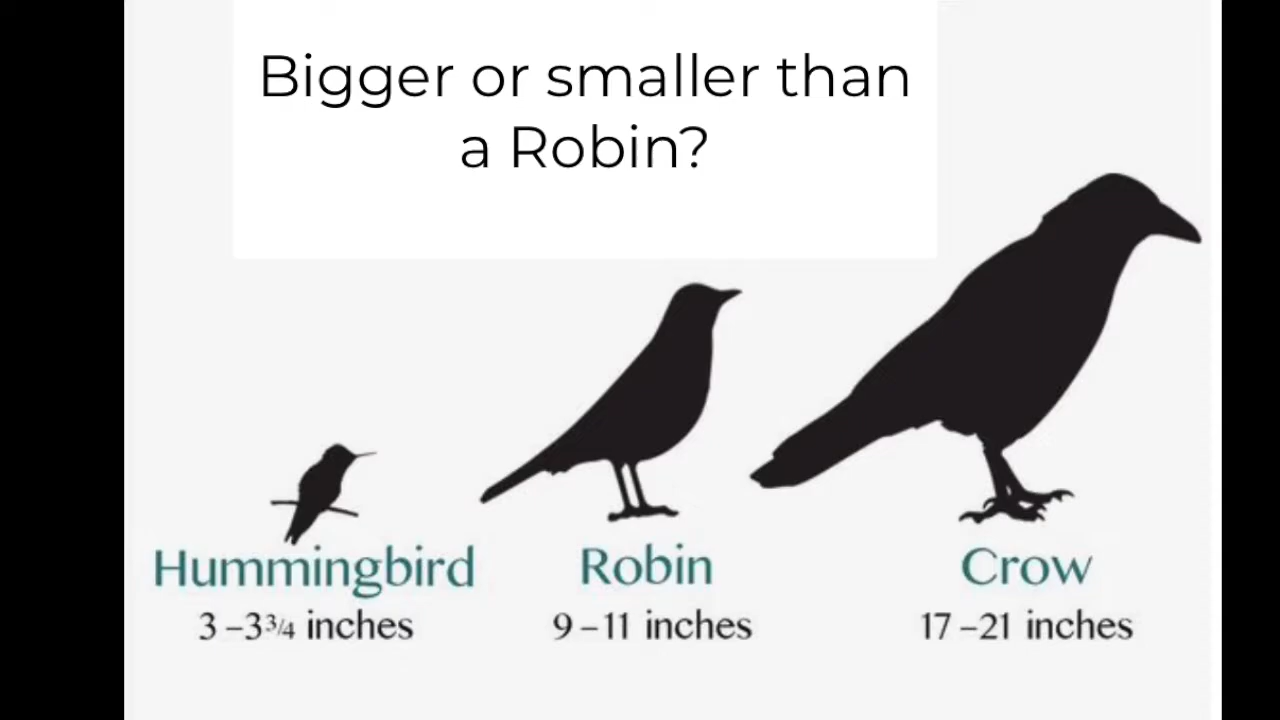 Bigger or smaller than
a Robin?
Hummingbird
3–3¾ inches
Robin
9–11 inches
Crow
17–21 inches